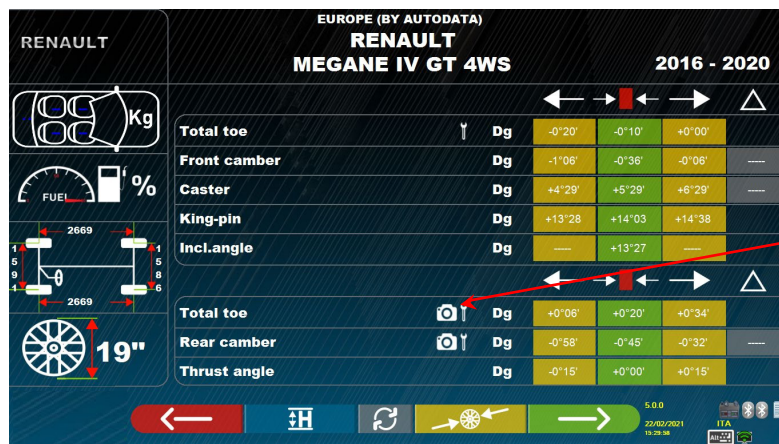 EUROPE (BY AUTODATA)
RENAULT
RENAULT
MEGANE IV GT 4WS
2016 - 2020
Kg
Total toe Dg -0°20' -0°10' +0°00'
Front camber Dg -1°06' -0°36' -0°06' -----
FUEL %
Caster Dg +4°29' +5°29' +6°29' -----
King-pin Dg +13°28 +14°03 +14°38
2669
Incl.angle Dg ----- +13°27 -----
1 5 9 1
1 5 8 6
2669
Total toe Dg +0°06' +0°20' +0°34'
Rear camber Dg -0°58' -0°45' -0°32' -----
19"
Thrust angle Dg -0°15' +0°00' +0°15'
H
5.0.0
22/02/2021
15:29:58
ITA